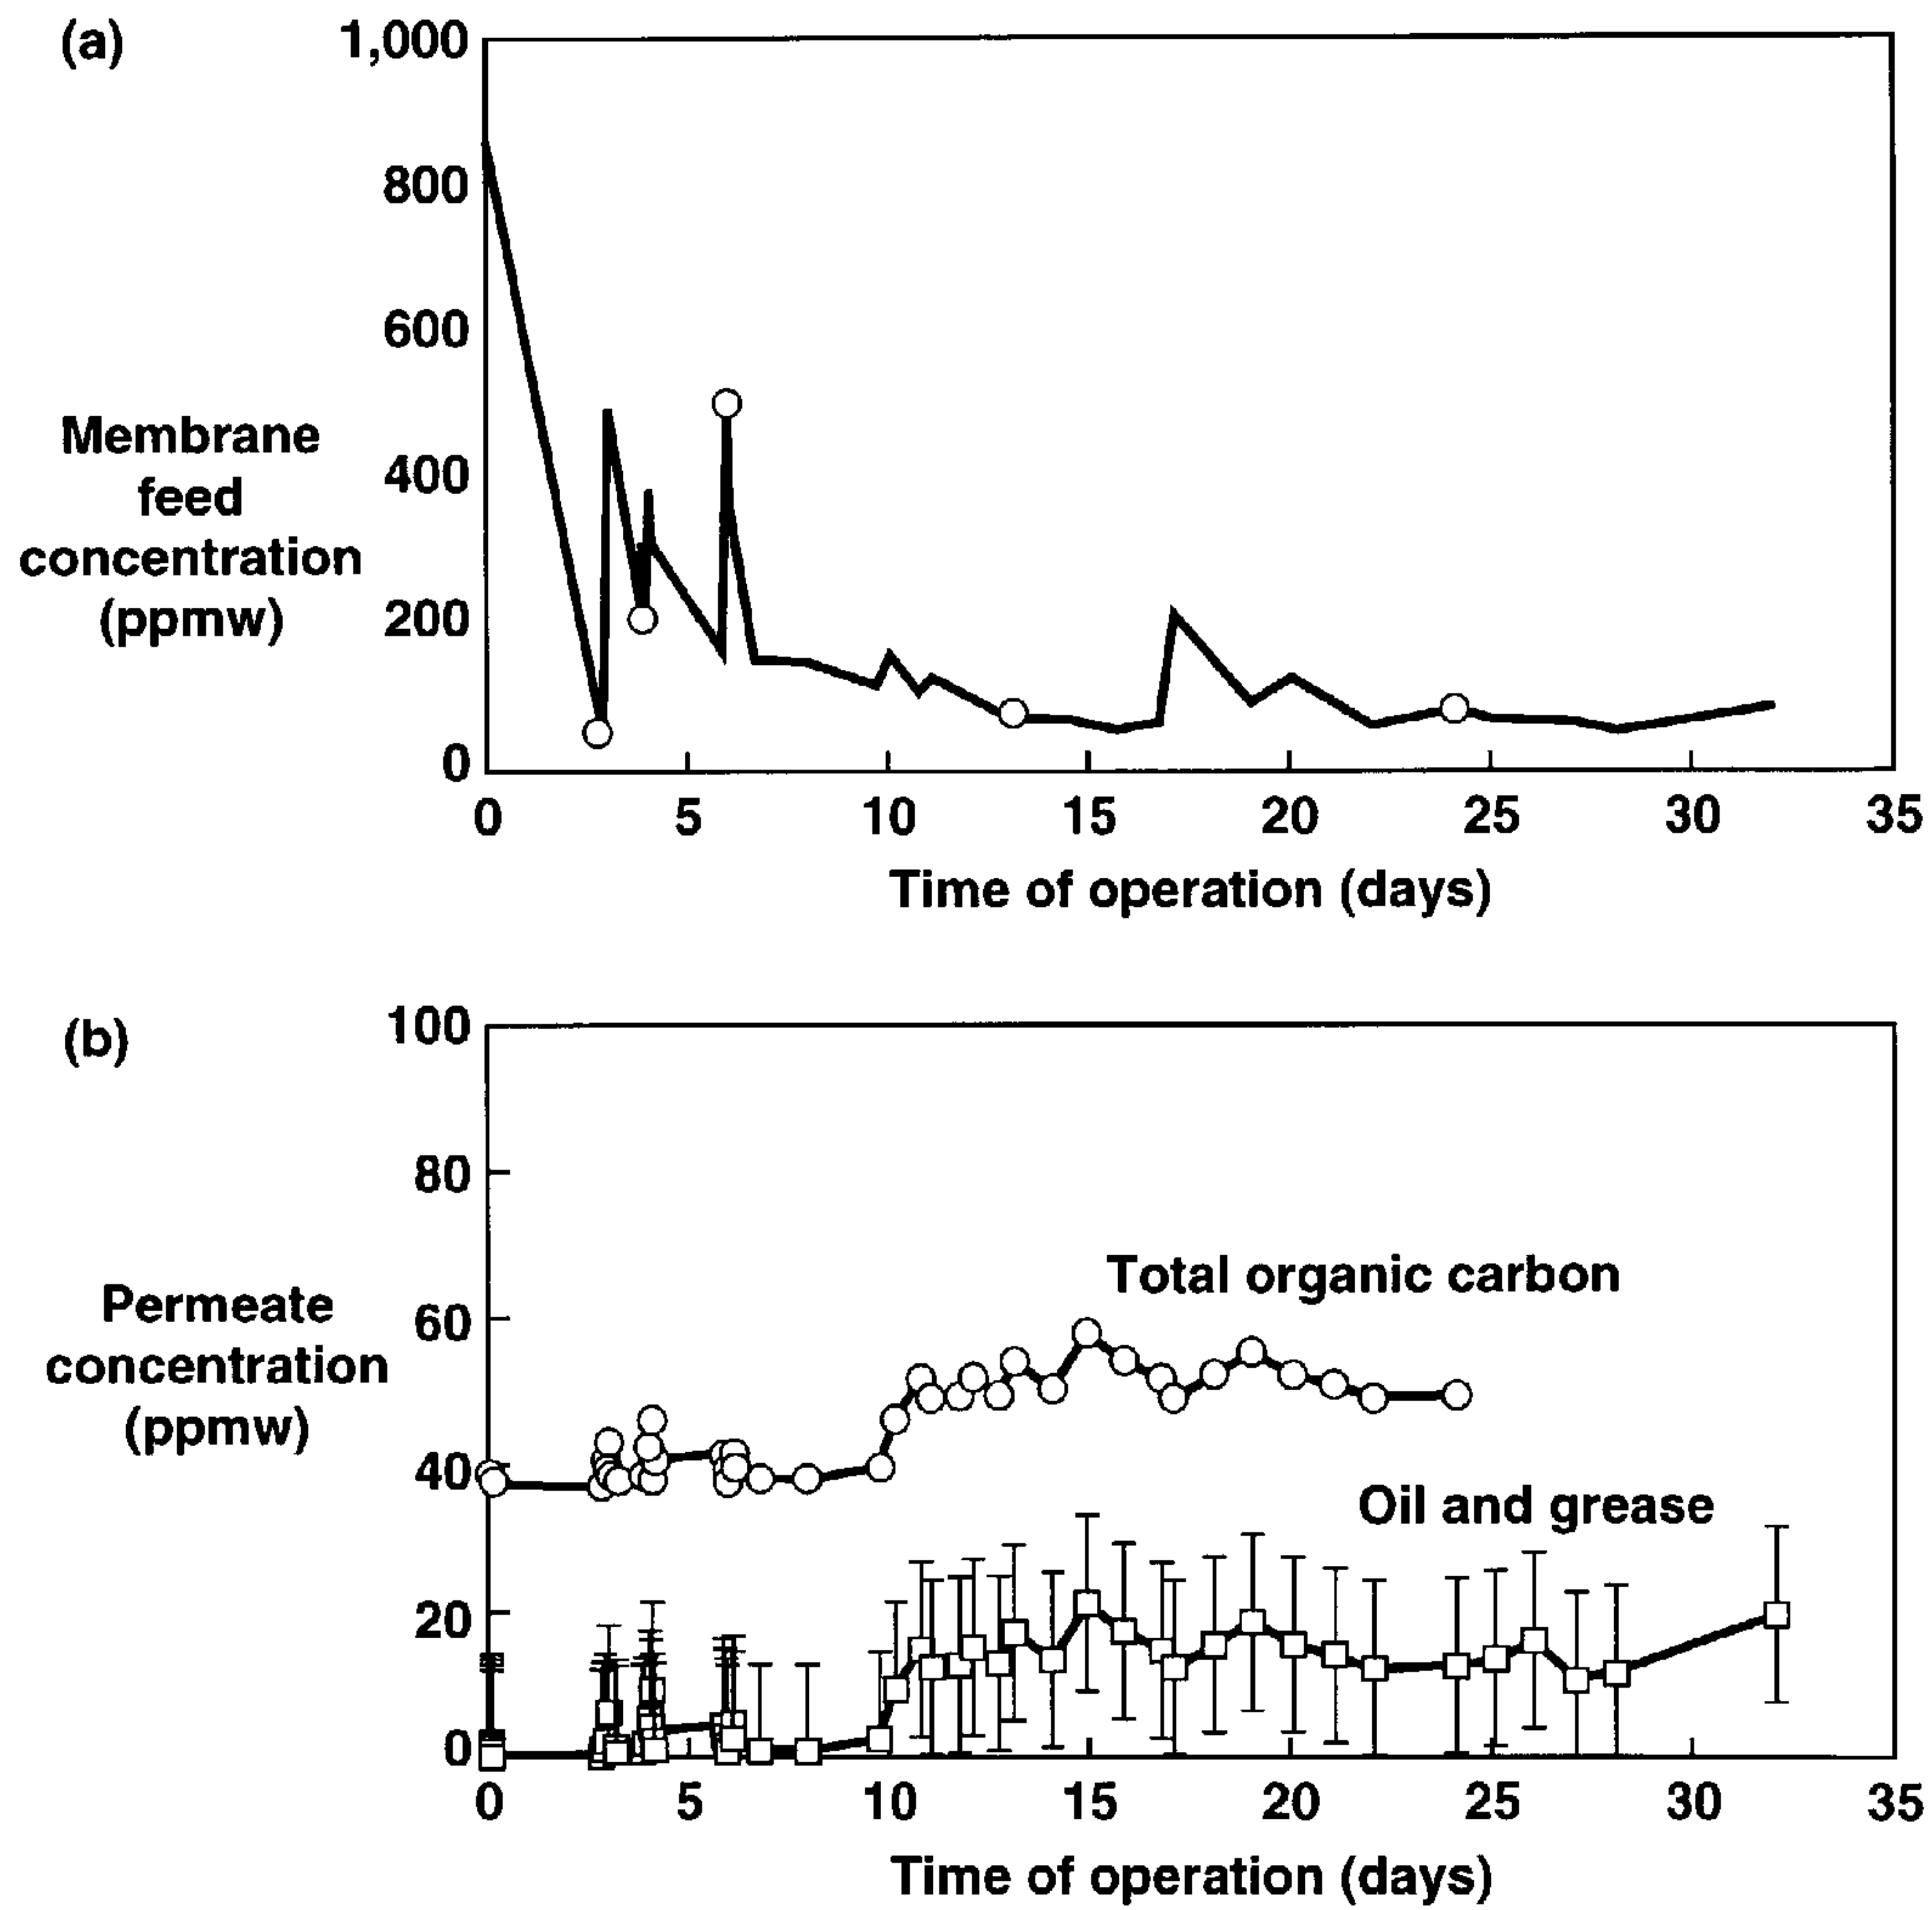 (a)
1,000
800
600
400
200
0
Membrane
feed
concentration
(ppmw)
0 5 10 15 20 25 30 35
Time of operation (days)
(b)
100
80
60
40
20
0
Permeate
concentration
(ppmw)
Total organic carbon
Oil and grease
0 5 10 15 20 25 30 35
Time of operation (days)